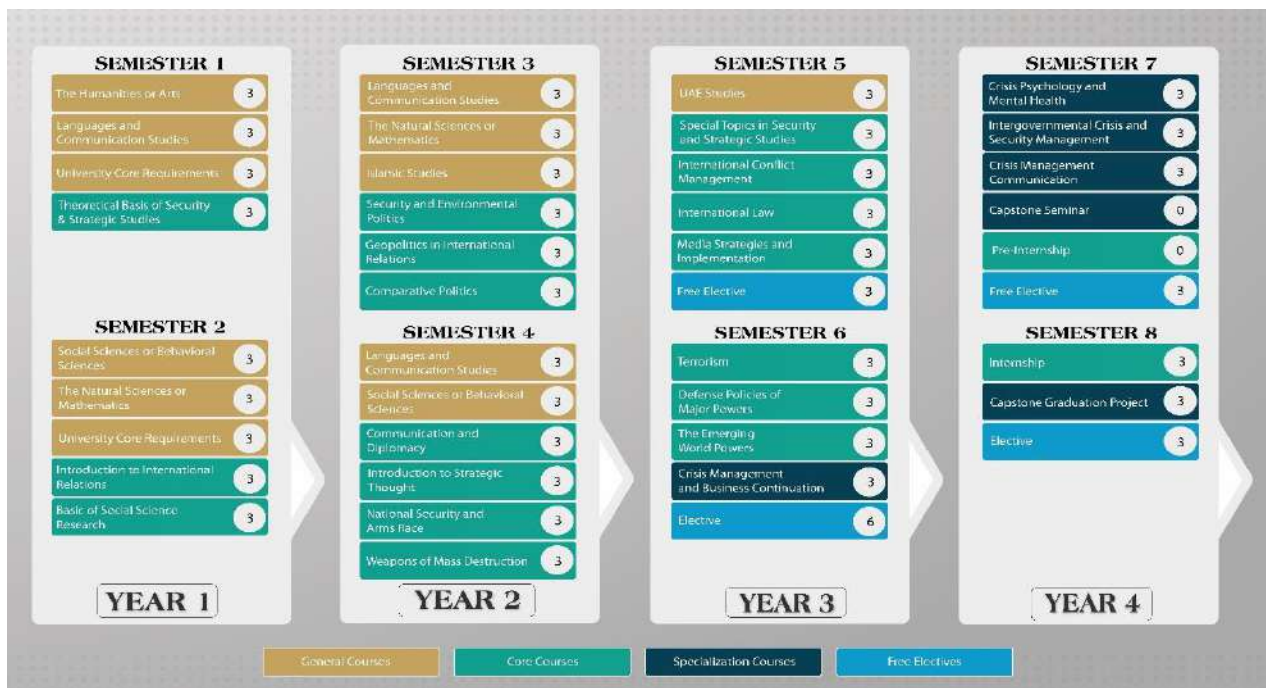 SEMESTER 1
The Humanities or Arts 3
Languages and
Communication Studies 3
University Core Requirements 3
Theoretical Basis of Security
& Strategic Studies 3
SEMESTER 2
Social Sciences or Behavioral
Sciences 3
The Natural Sciences or
Mathematics 3
University Core Requirements 3
Introduction to International
Relations 3
Basic of Social Science
Research 3
YEAR 1
SEMESTER 3
Languages and
Communication Studies 3
The Natural Sciences or
Mathematics 3
Islamic Studies 3
Security and Environmental
Politics 3
Geopolitics in International
Relations 3
Comparative Politics 3
SEMESTER 4
Languages and
Communication Studies 3
Social Sciences or Behavioral
Sciences 3
Communication and
Diplomacy 3
Introduction to Strategic
Thought 3
National Security and
Arms Race 3
Weapons of Mass Destruction 3
YEAR 2
SEMESTER 5
UAE Studies 3
Special Topics in Security
and Strategic Studies 3
International Conflict
Management 3
International Law 3
Media Strategies and
Implementation 3
Free Elective 3
SEMESTER 6
Terrorism 3
Defense Policies of
Major Powers 3
The Emerging
World Powers 3
Crisis Management
and Business Continuation 3
Elective 6
YEAR 3
SEMESTER 7
Crisis Psychology and
Mental Health 3
Intergovernmental Crisis and
Security Management 3
Crisis Management
Communication 3
Capstone Seminar 0
Pre-Internship 0
Free Elective 3
SEMESTER 8
Internship 3
Capstone Graduation Project 3
Elective 3
YEAR 4
General Courses
Core Courses
Specialization Courses
Free Electives